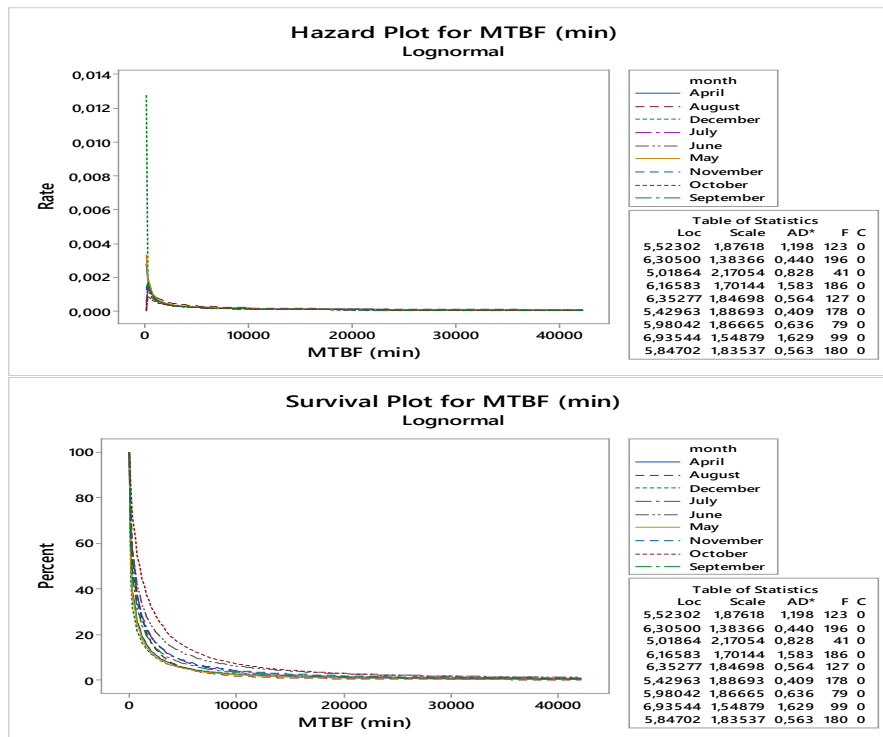 Hazard Plot for MTBF (min)
Lognormal
0,014
0,012
0,010
0,008
0,006
0,004
0,002
0,000
Rate
0 10000 20000 30000 40000
MTBF (min)
month
April
August
December
July
June
May
November
October
September
Table of Statistics
Loc Scale AD* F C
5,52302 1,87618 1,198 123 0
6,30500 1,38366 0,440 196 0
5,01864 2,17054 0,828 41 0
6,16583 1,70144 1,583 186 0
6,35277 1,84698 0,564 127 0
5,42963 1,88693 0,409 178 0
5,98042 1,86665 0,636 79 0
6,93544 1,54879 1,629 99 0
5,84702 1,83537 0,563 180 0
Survival Plot for MTBF (min)
Lognormal
100
80
60
40
20
0
Percent
0 10000 20000 30000 40000
MTBF (min)
month
April
August
December
July
June
May
November
October
September
Table of Statistics
Loc Scale AD* F C
5,52302 1,87618 1,198 123 0
6,30500 1,38366 0,440 196 0
5,01864 2,17054 0,828 41 0
6,16583 1,70144 1,583 186 0
6,35277 1,84698 0,564 127 0
5,42963 1,88693 0,409 178 0
5,98042 1,86665 0,636 79 0
6,93544 1,54879 1,629 99 0
5,84702 1,83537 0,563 180 0